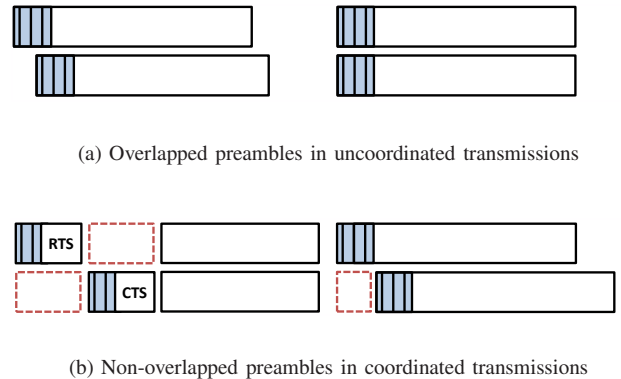 (a) Overlapped preambles in uncoordinated transmissions
RTS
CTS
(b) Non-overlapped preambles in coordinated transmissions